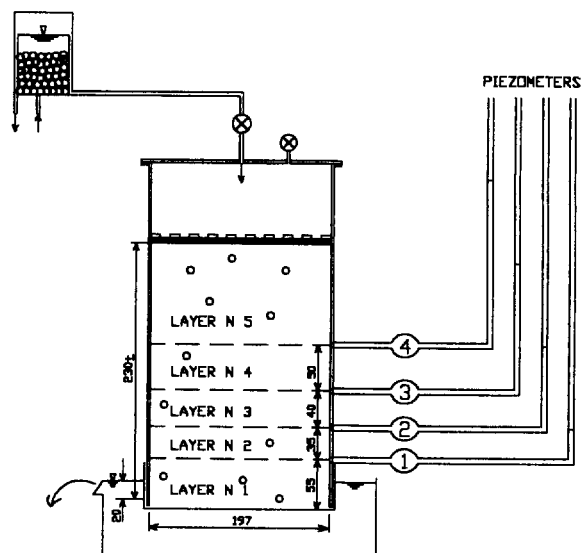 PIEZOMETERS
LAYER N 5
4
50
LAYER N 4
230±
3
LAYER N 3
40
2
LAYER N 2
35
1
LAYER N 1
55
20
197